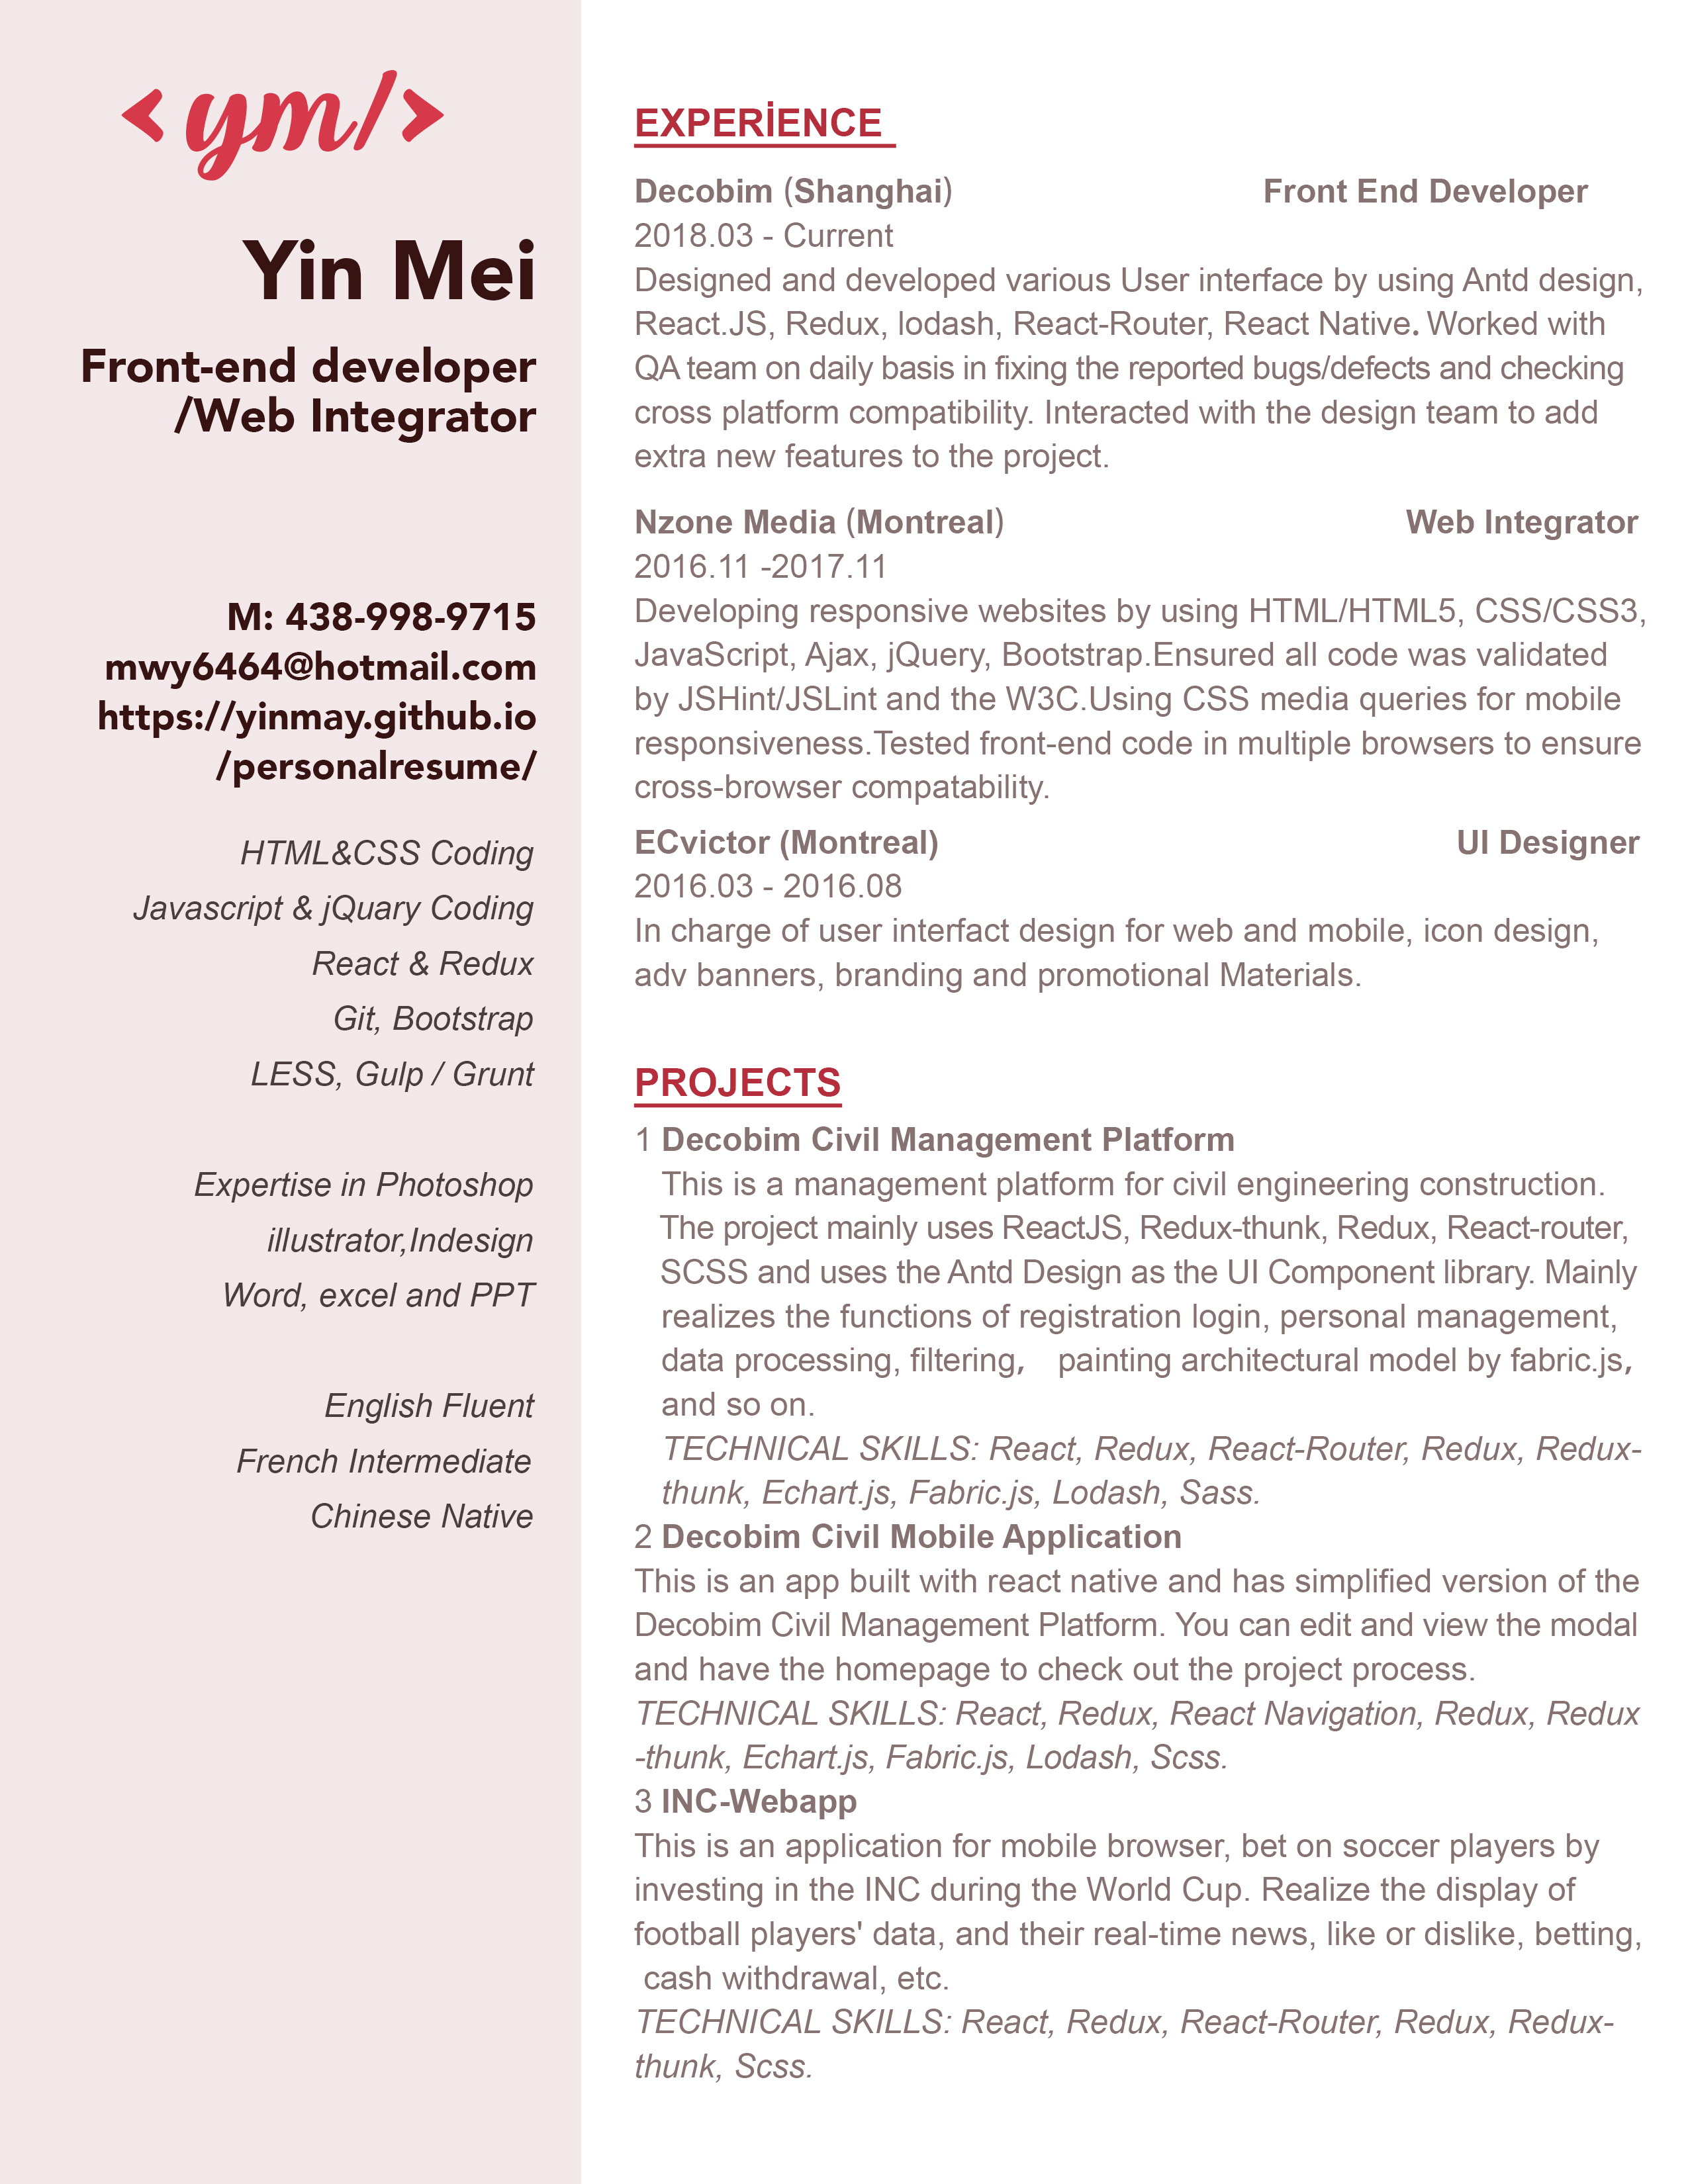 <ym/>
Yin Mei
Front-end developer
/Web Integrator
M: 438-998-9715
mwy6464@hotmail.com
https://yinmay.github.io
/personalresume/
HTML&CSS Coding
Javascript & jQuary Coding
React & Redux
Git, Bootstrap
LESS, Gulp / Grunt
Expertise in Photoshop
illustrator,Indesign
Word, excel and PPT
English Fluent
French Intermediate
Chinese Native
EXPERİENCE
Decobim (Shanghai) Front End Developer
2018.03 - Current
Designed and developed various User interface by using Antd design,
React.JS, Redux, lodash, React-Router, React Native. Worked with
QA team on daily basis in fixing the reported bugs/defects and checking
cross platform compatibility. Interacted with the design team to add
extra new features to the project.
Nzone Media (Montreal) Web Integrator
2016.11 -2017.11
Developing responsive websites by using HTML/HTML5, CSS/CSS3,
JavaScript, Ajax, jQuery, Bootstrap.Ensured all code was validated
by JSHint/JSLint and the W3C.Using CSS media queries for mobile
responsiveness.Tested front-end code in multiple browsers to ensure
cross-browser compatability.
ECvictor (Montreal) UI Designer
2016.03 - 2016.08
In charge of user interfact design for web and mobile, icon design,
adv banners, branding and promotional Materials.
PROJECTS
1 Decobim Civil Management Platform
This is a management platform for civil engineering construction.
The project mainly uses ReactJS, Redux-thunk, Redux, React-router,
SCSS and uses the Antd Design as the UI Component library. Mainly
realizes the functions of registration login, personal management,
data processing, filtering， painting architectural model by fabric.js,
and so on.
TECHNICAL SKILLS: React, Redux, React-Router, Redux, Redux-
thunk, Echart.js, Fabric.js, Lodash, Sass.
2 Decobim Civil Mobile Application
This is an app built with react native and has simplified version of the
Decobim Civil Management Platform. You can edit and view the modal
and have the homepage to check out the project process.
TECHNICAL SKILLS: React, Redux, React Navigation, Redux, Redux
-thunk, Echart.js, Fabric.js, Lodash, Scss.
3 INC-Webapp
This is an application for mobile browser, bet on soccer players by
investing in the INC during the World Cup. Realize the display of
football players' data, and their real-time news, like or dislike, betting,
cash withdrawal, etc.
TECHNICAL SKILLS: React, Redux, React-Router, Redux, Redux-
thunk, Scss.